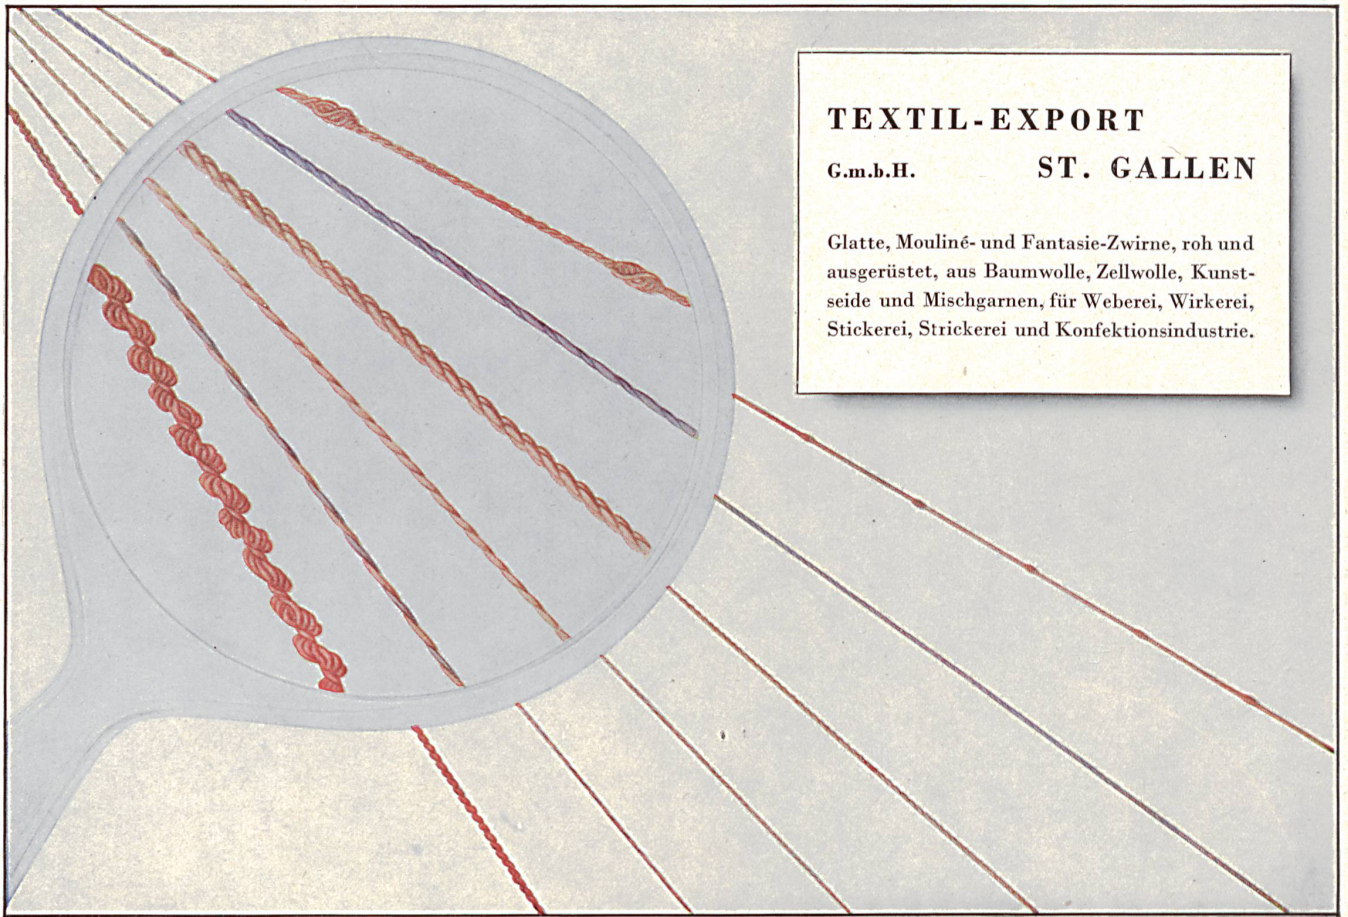 TEXTIL-EXPORT
G.m.b.H. ST. GALLEN
Glatte, Mouliné- und Fantasie-Zwirne, roh und
ausgerüstet, aus Baumwolle, Zellwolle, Kunst-
seide und Mischgarnen, für Weberei, Wirkerei,
Stickerei, Strickerei und Konfektionsindustrie.